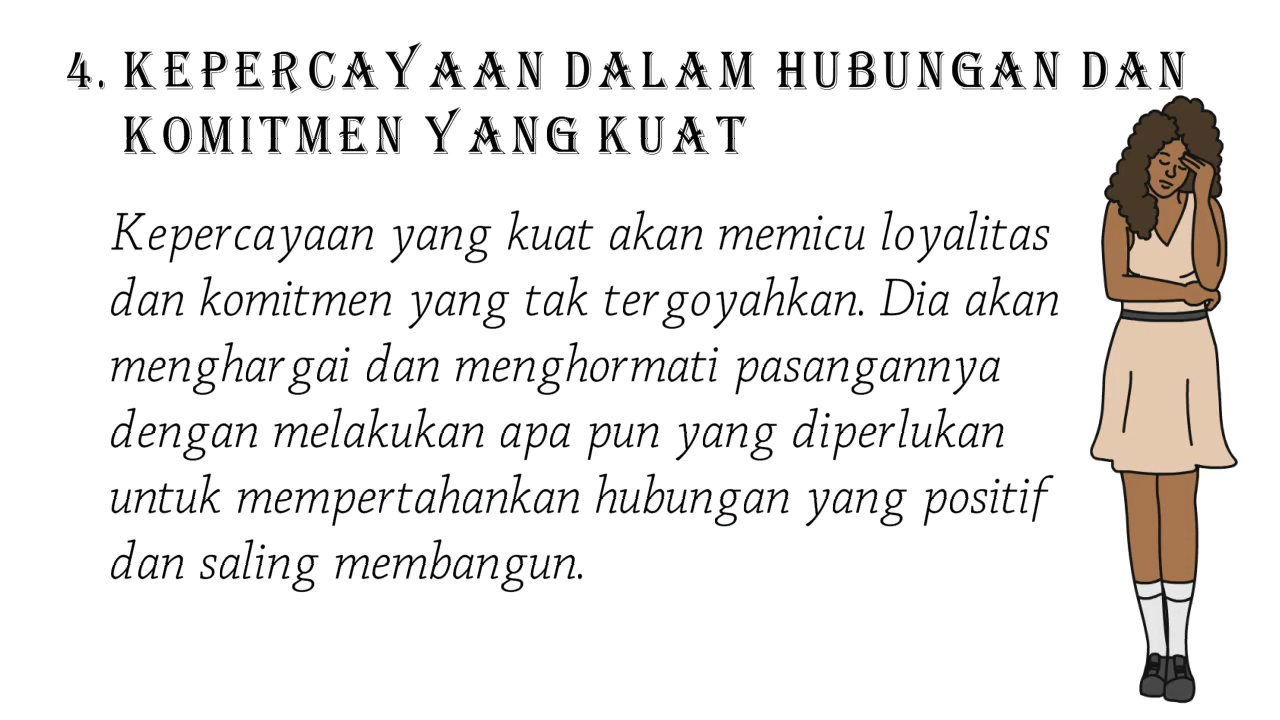 4. KEPERCAYAAN DALAM HUBUNGAN DAN
KOMITMEN YANG KUAT
Kepercayaan yang kuat akan memicu loyalitas
dan komitmen yang tak tergoyahkan. Dia akan
menghargai dan menghormati pasangannya
dengan melakukan apa pun yang diperlukan
untuk mempertahankan hubungan yang positif
dan saling membangun.